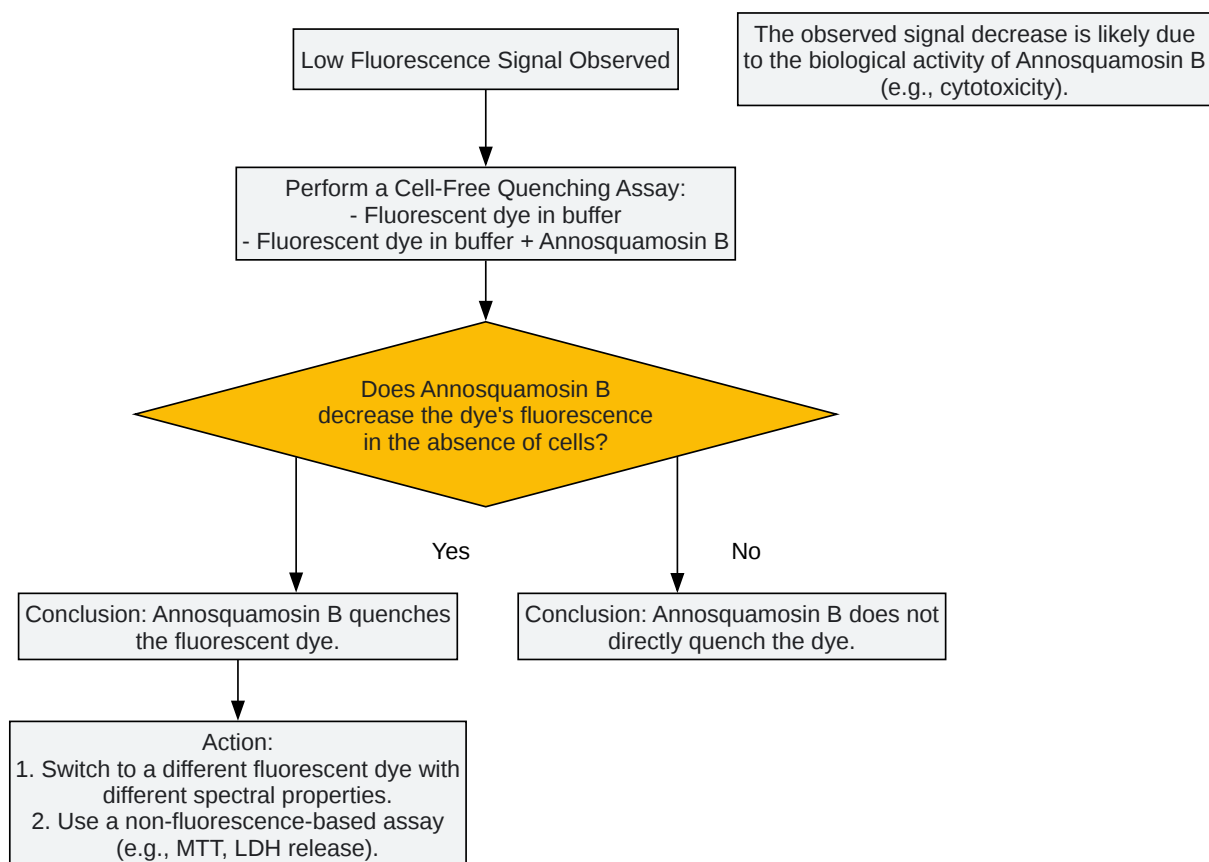 Low Fluorescence Signal Observed
The observed signal decrease is likely due
to the biological activity of Annosquamosin B
(e.g., cytotoxicity).
Perform a Cell-Free Quenching Assay:
- Fluorescent dye in buffer
- Fluorescent dye in buffer + Annosquamosin B
Does Annosquamosin B
decrease the dye's fluorescence
in the absence of cells?
Yes
No
Conclusion: Annosquamosin B quenches
the fluorescent dye.
Conclusion: Annosquamosin B does not
directly quench the dye.
Action:
1. Switch to a different fluorescent dye with
different spectral properties.
2. Use a non-fluorescence-based assay
(e.g., MTT, LDH release).